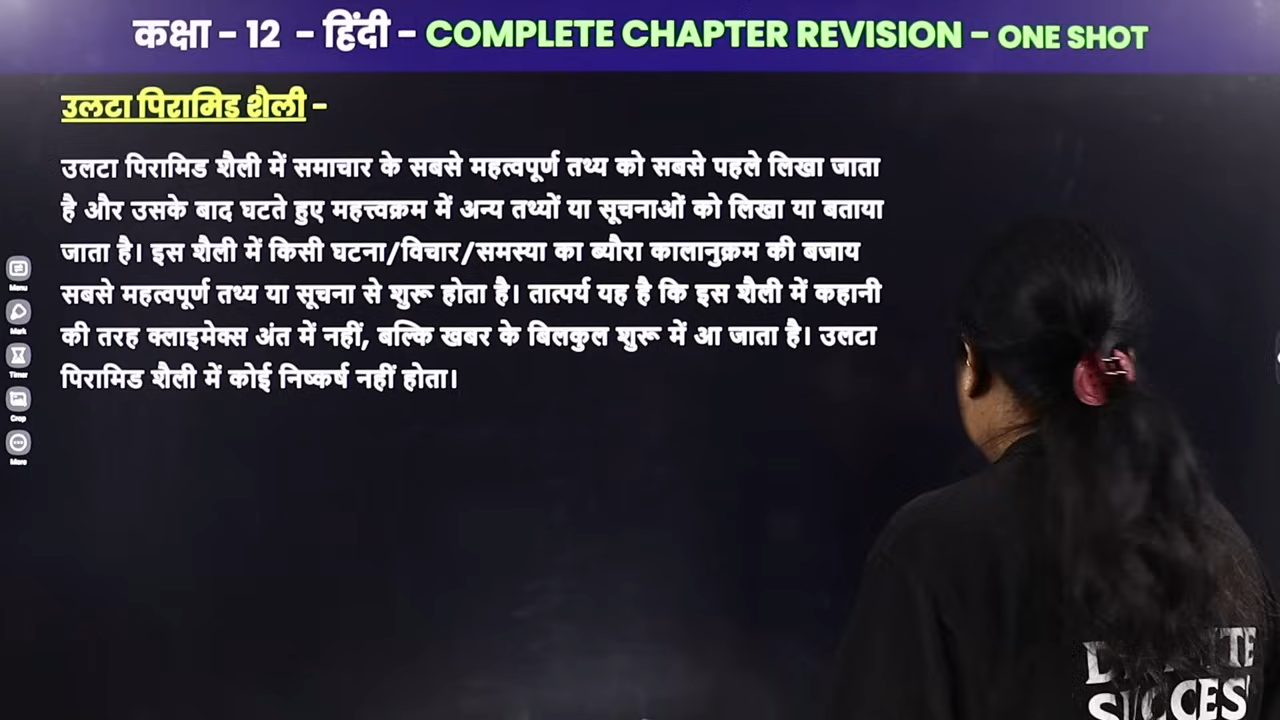 कक्षा - 12 - हिंदी - COMPLETE CHAPTER REVISION - ONE SHOT
उलटा पिरामिड शैली -
उलटा पिरामिड शैली में समाचार के सबसे महत्वपूर्ण तथ्य को सबसे पहले लिखा जाता
है और उसके बाद घटते हुए महत्त्वक्रम में अन्य तथ्यों या सूचनाओं को लिखा या बताया
जाता है। इस शैली में किसी घटना/विचार/समस्या का ब्यौरा कालानुक्रम की बजाय
सबसे महत्वपूर्ण तथ्य या सूचना से शुरू होता है। तात्पर्य यह है कि इस शैली में कहानी
की तरह क्लाइमेक्स अंत में नहीं, बल्कि खबर के बिलकुल शुरू में आ जाता है। उलटा
पिरामिड शैली में कोई निष्कर्ष नहीं होता।
Menu
Mark
Timer
Crop
More